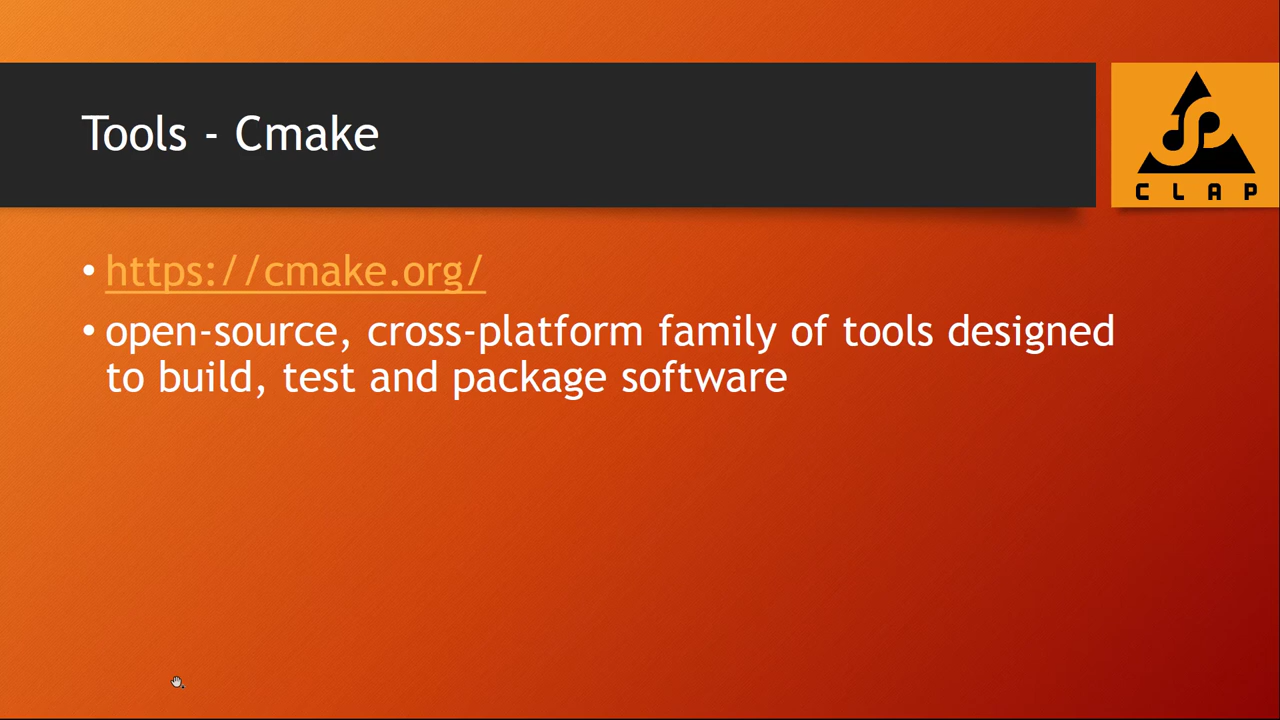 Tools - Cmake
CLAP
• https://cmake.org/
• open-source, cross-platform family of tools designed
to build, test and package software